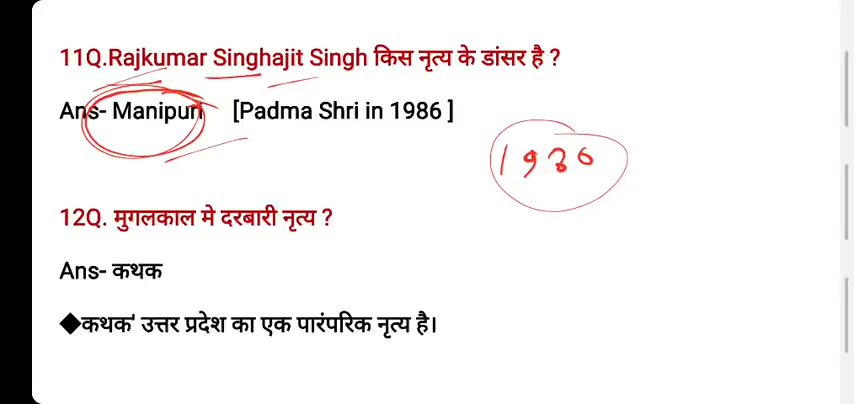 11Q.Rajkumar Singhajit Singh किस नृत्य के डांसर है ?
Ans- Manipuri [Padma Shri in 1986 ]
1936
12Q. मुगलकाल मे दरबारी नृत्य ?
Ans- कथक
◆कथक' उत्तर प्रदेश का एक पारंपरिक नृत्य है।